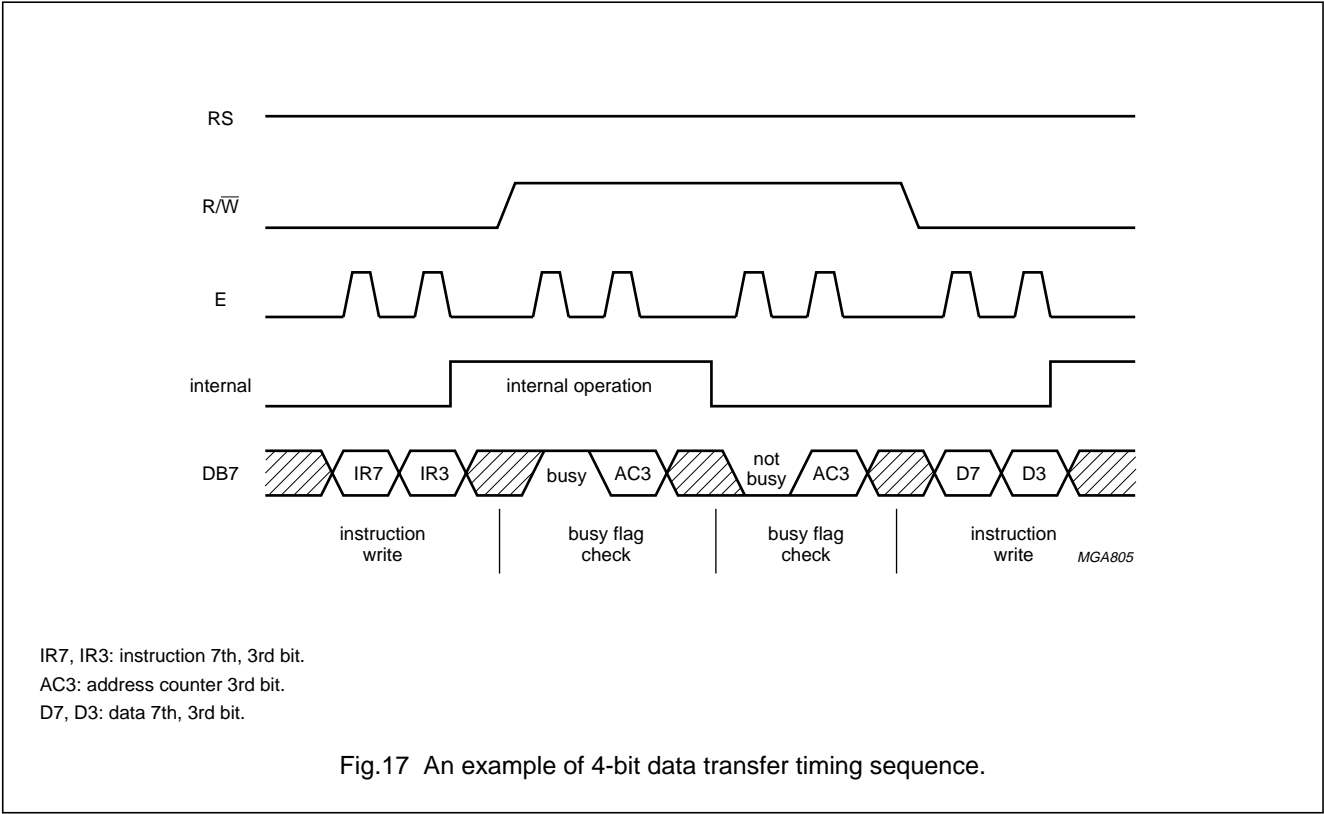 RS
R/W̅
E
internal
internal operation
DB7
IR7
IR3
busy
AC3
not
busy
AC3
D7
D3
instruction
write
busy flag
check
busy flag
check
instruction
write
MGA805
IR7, IR3: instruction 7th, 3rd bit.
AC3: address counter 3rd bit.
D7, D3: data 7th, 3rd bit.
Fig.17 An example of 4-bit data transfer timing sequence.